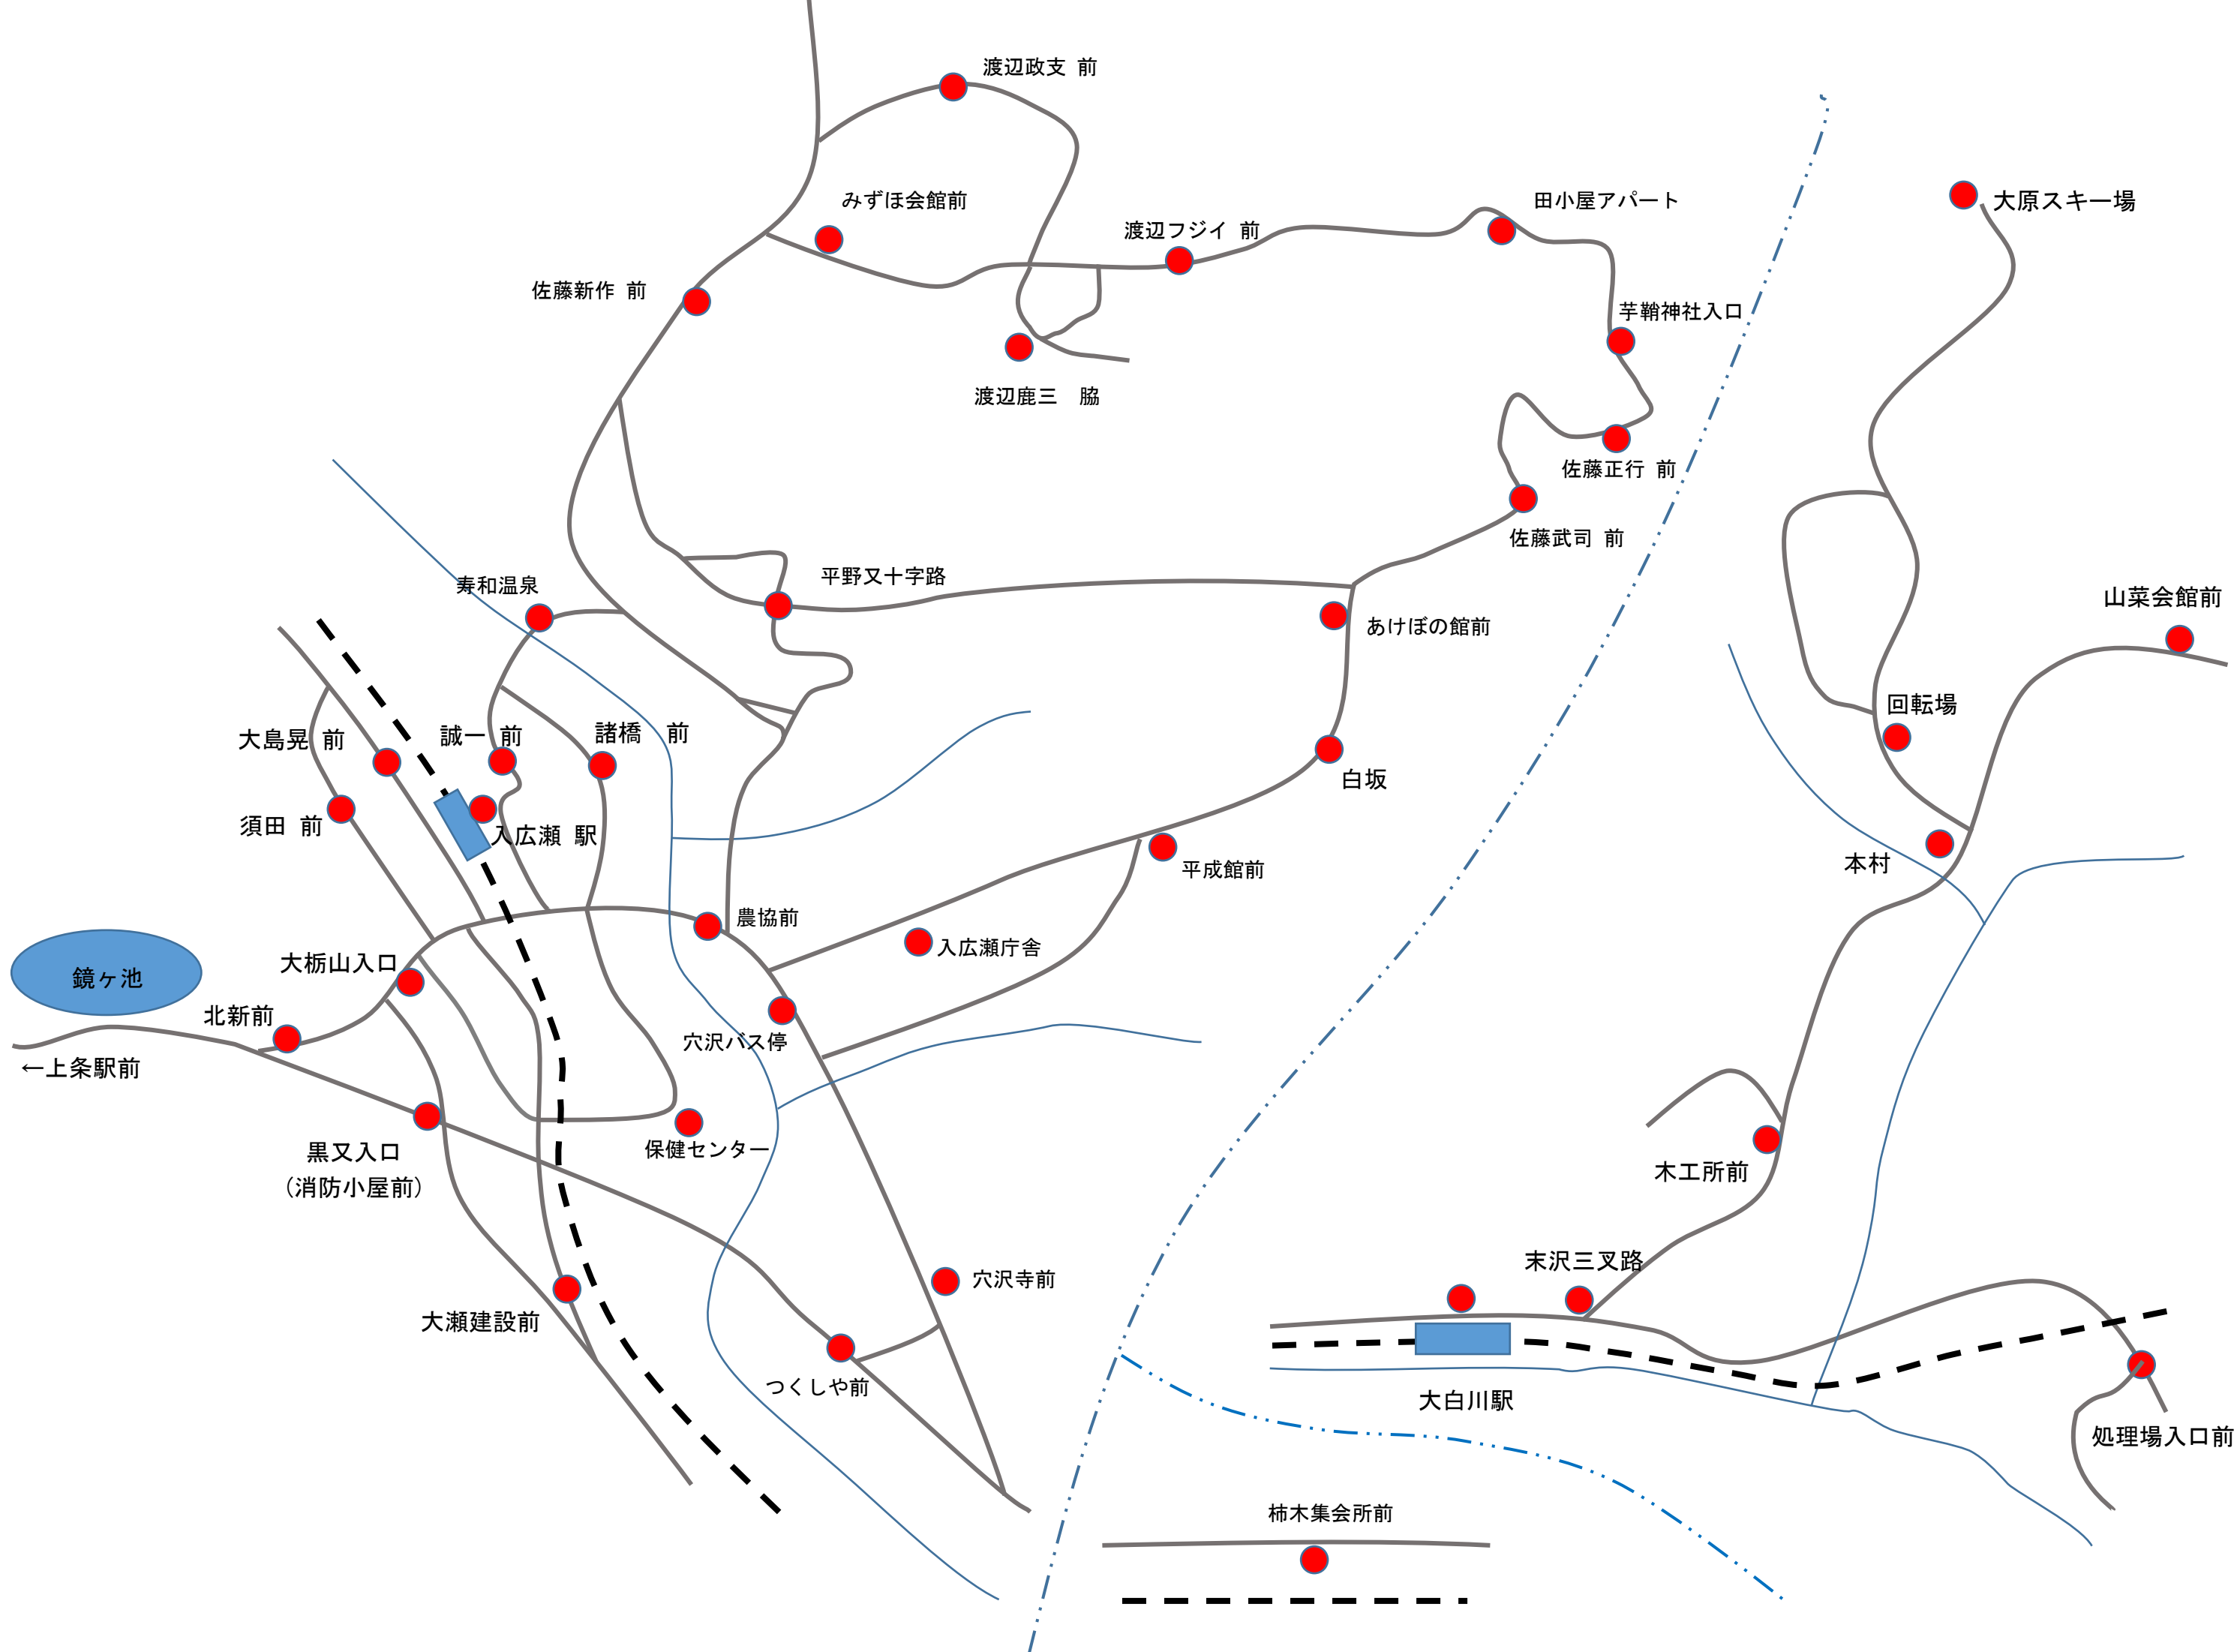 渡辺政支 前
みずほ会館前
田小屋アパート
大原スキー場
渡辺フジイ 前
佐藤新作 前
芋鞘神社入口
渡辺鹿三 脇
佐藤正行 前
佐藤武司 前
平野又十字路
寿和温泉
山菜会館前
あけぼの館前
回転場
大島晃 前
誠一 前
諸橋 前
白坂
須田 前
入広瀬 駅
本村
平成館前
農協前
入広瀬庁舎
大栃山入口
鏡ヶ池
北新前
穴沢バス停
←上条駅前
保健センター
黒又入口
（消防小屋前）
木工所前
末沢三叉路
穴沢寺前
大瀬建設前
つくしや前
大白川駅
処理場入口前
柿木集会所前